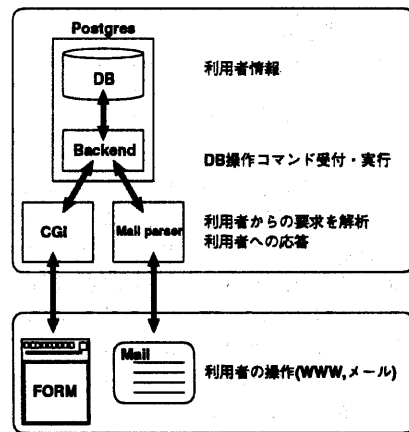 Postgres
DB
利用者情報
Backend
DB操作コマンド受付・実行
CGI
Mail parser
利用者からの要求を解析
利用者への応答
FORM
Mail
利用者の操作(WWW,メール)